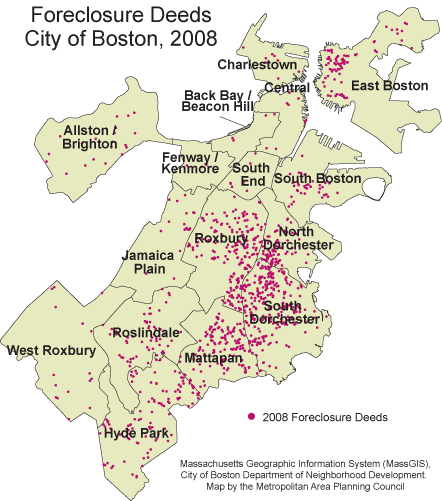 Foreclosure Deeds
City of Boston, 2008
Charlestown
Central
East Boston
Back Bay /
Beacon Hill
Allston /
Brighton
Fenway /
Kenmore
South
End
South Boston
Roxbury
North
Dorchester
Jamaica
Plain
South
Dorchester
Roslindale
West Roxbury
Mattapan
Hyde Park
2008 Foreclosure Deeds
Massachusetts Geographic Information System (MassGIS),
City of Boston Department of Neighborhood Development.
Map by the Metropolitan Area Planning Council